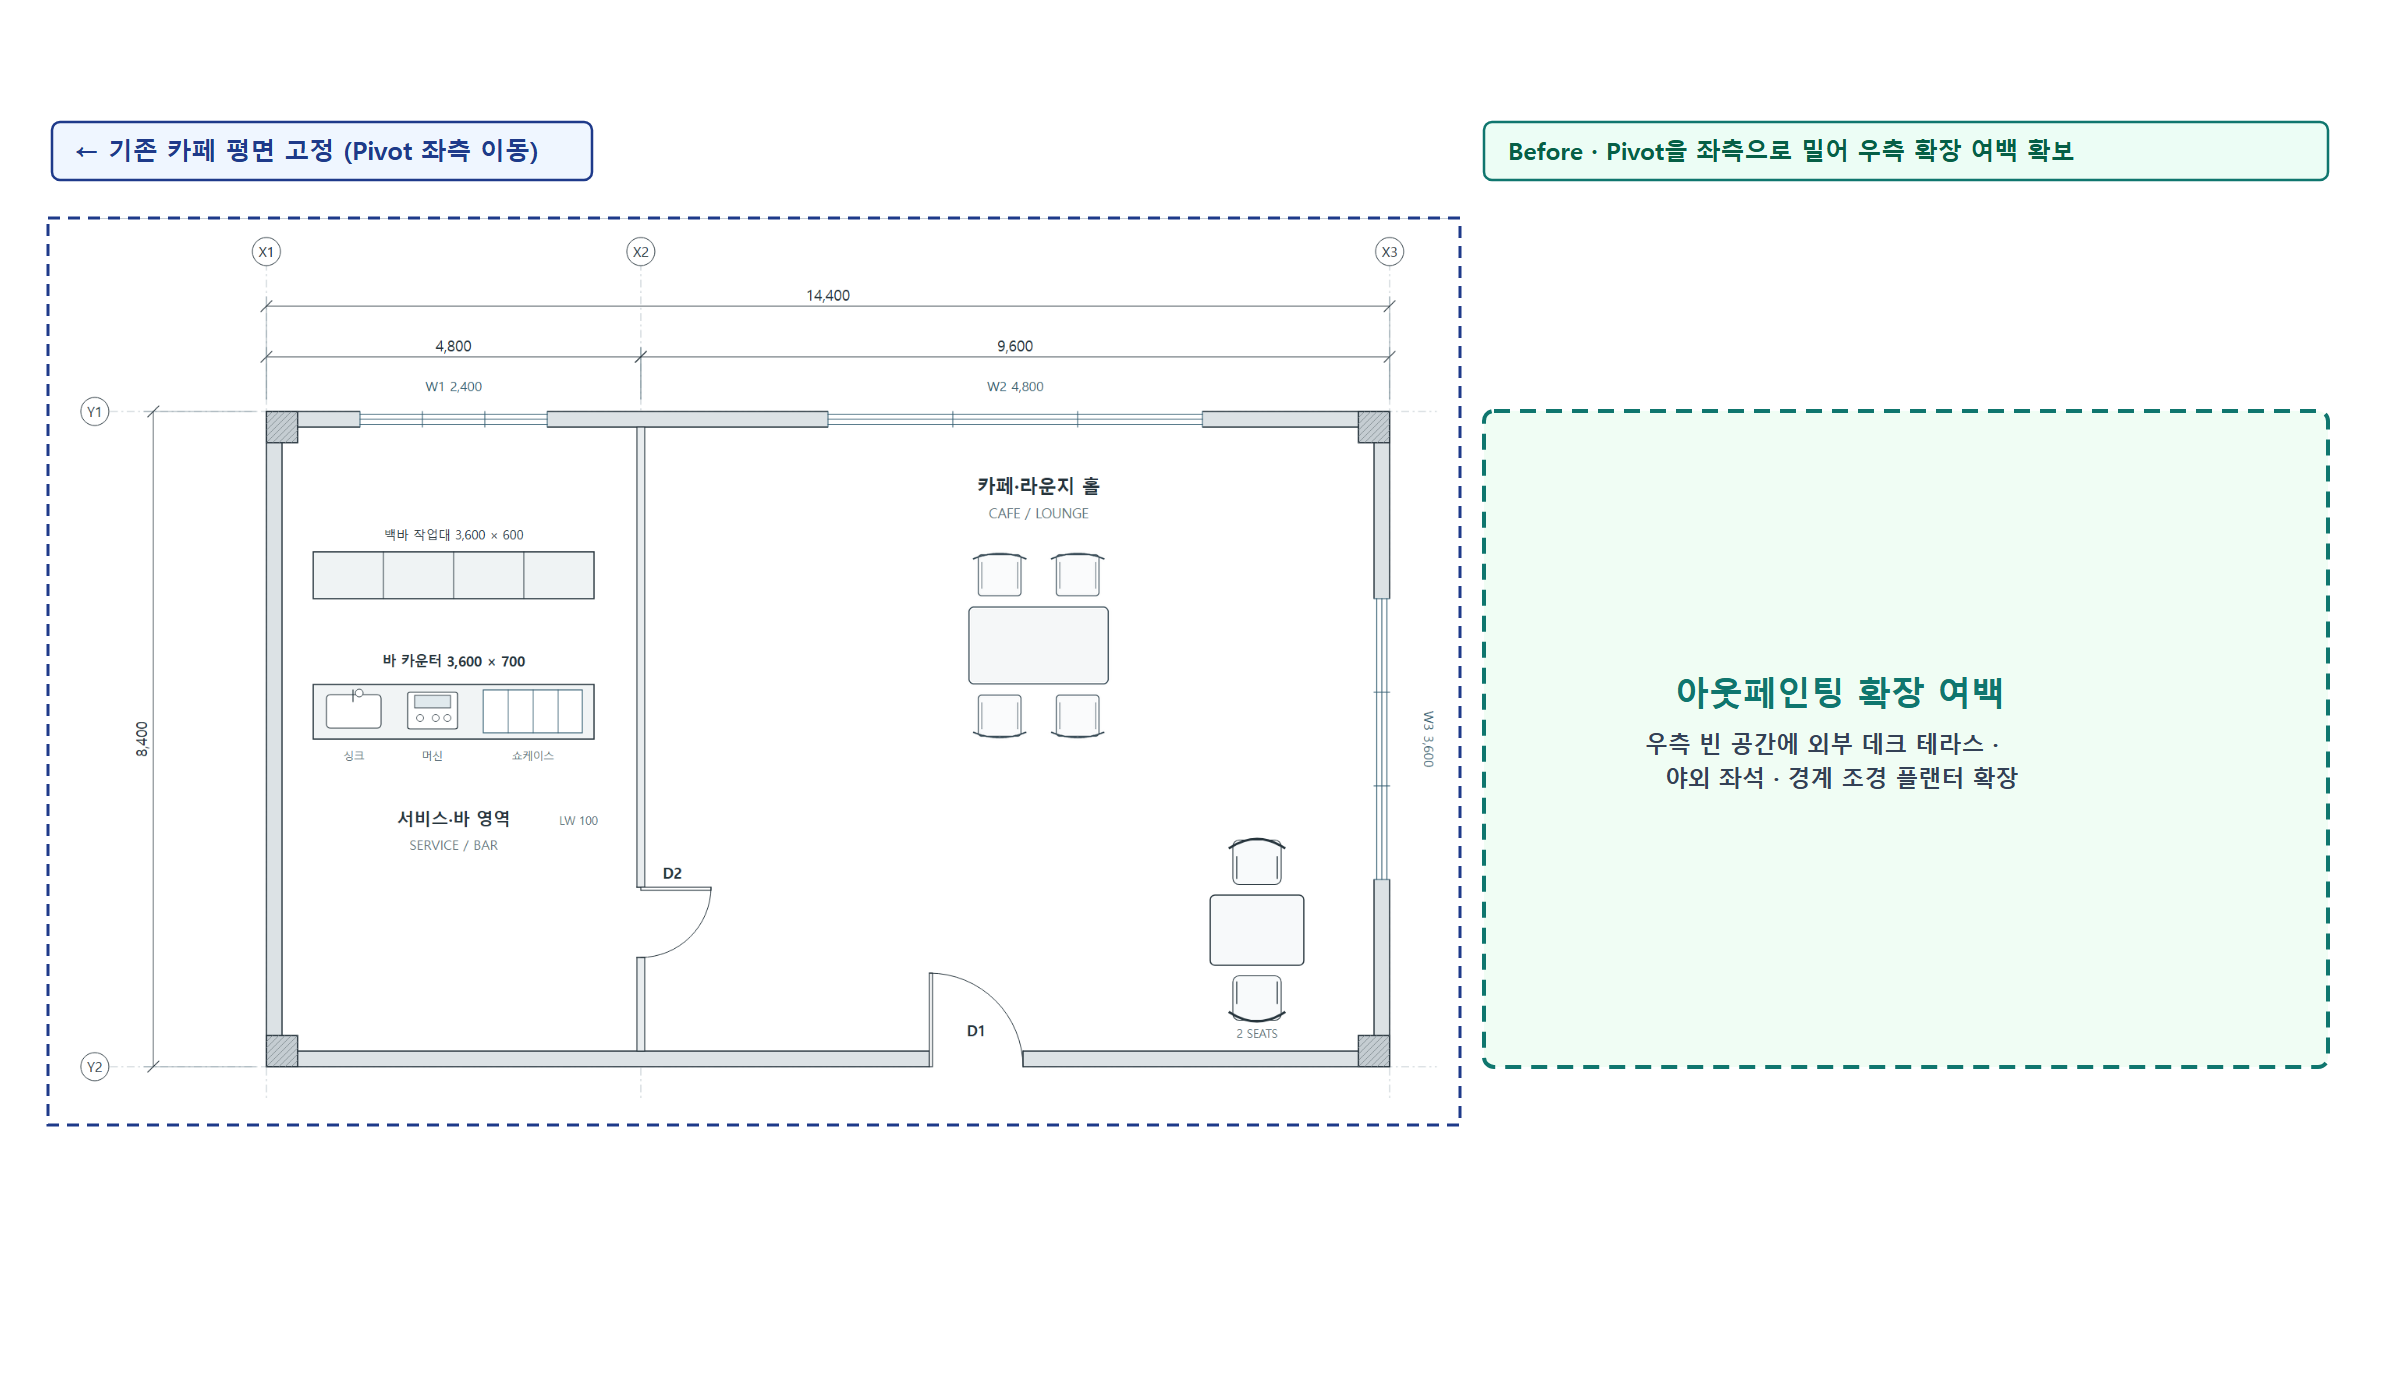 ← 기존 카페 평면 고정 (Pivot 좌측 이동)
Before · Pivot을 좌측으로 밀어 우측 확장 여백 확보
X1
X2
X3
14,400
4,800
9,600
W1 2,400
W2 4,800
Y1
카페·라운지 홀
CAFE / LOUNGE
백바 작업대 3,600 × 600
바 카운터 3,600 × 700
싱크
머신
쇼케이스
8,400
W3 3,600
아웃페인팅 확장 여백
우측 빈 공간에 외부 데크 테라스 ·
야외 좌석 · 경계 조경 플랜터 확장
서비스·바 영역
LW 100
SERVICE / BAR
D2
D1
2 SEATS
Y2